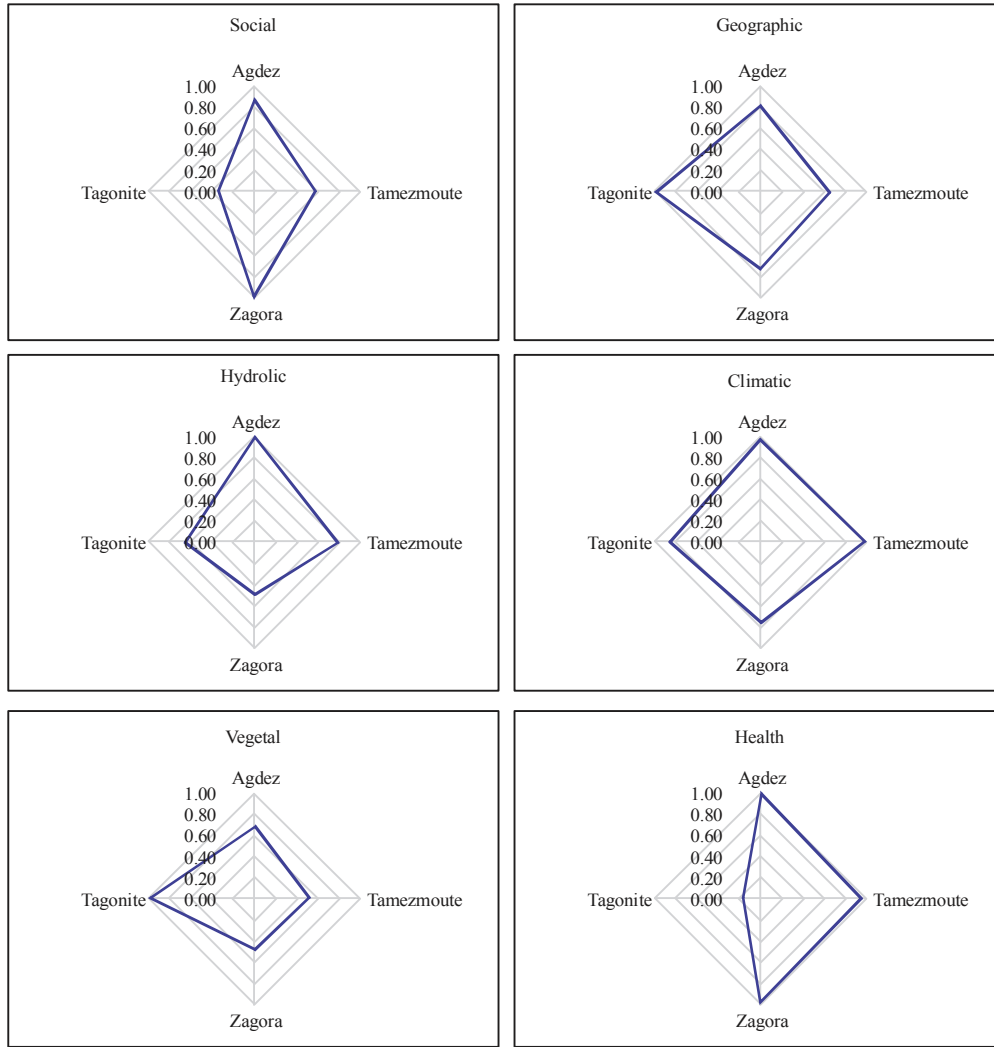 Social
Agdez
1.00
0.80
0.60
0.40
0.20
0.00
Tagonite
Tamezmoute
Zagora
Geographic
Agdez
1.00
0.80
0.60
0.40
0.20
0.00
Tagonite
Tamezmoute
Zagora
Hydrolic
Agdez
1.00
0.80
0.60
0.40
0.20
0.00
Tagonite
Tamezmoute
Zagora
Climatic
Agdez
1.00
0.80
0.60
0.40
0.20
0.00
Tagonite
Tamezmoute
Zagora
Vegetal
Agdez
1.00
0.80
0.60
0.40
0.20
0.00
Tagonite
Tamezmoute
Zagora
Health
Agdez
1.00
0.80
0.60
0.40
0.20
0.00
Tagonite
Tamezmoute
Zagora